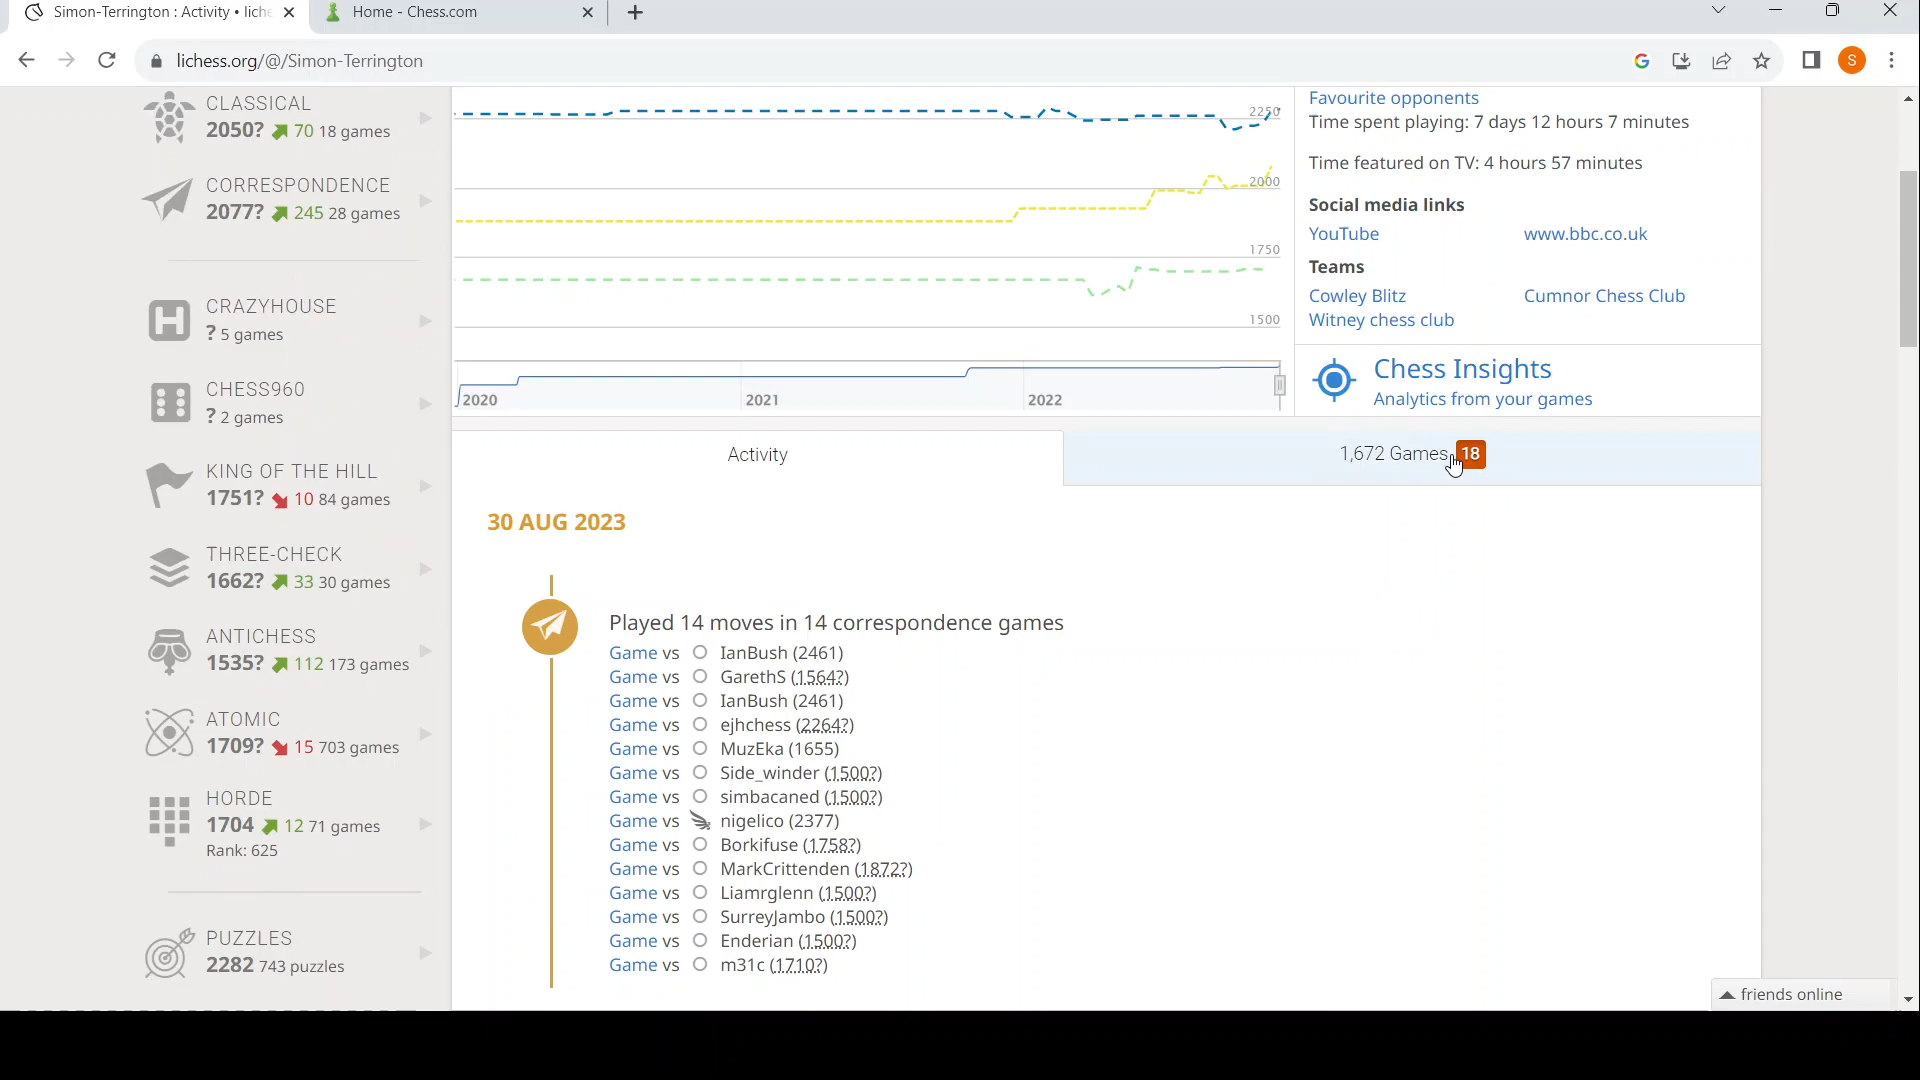 Simon-Terrington : Activity • lich
Home - Chess.com
lichess.org/@/Simon-Terrington
S
CLASSICAL
2050? 70 18 games
CORRESPONDENCE
2077? 245 28 games
CRAZYHOUSE
? 5 games
CHESS960
? 2 games
KING OF THE HILL
1751? 10 84 games
THREE-CHECK
1662? 33 30 games
ANTICHESS
1535? 112 173 games
ATOMIC
1709? 15 703 games
HORDE
1704 12 71 games
Rank: 625
PUZZLES
2282 743 puzzles
2250
2000
1750
1500
2020 2021 2022
Favourite opponents
Time spent playing: 7 days 12 hours 7 minutes
Time featured on TV: 4 hours 57 minutes
Social media links
YouTube www.bbc.co.uk
Teams
Cowley Blitz Cumnor Chess Club
Witney chess club
Chess Insights
Analytics from your games
Activity
1,672 Games 18
30 AUG 2023
Played 14 moves in 14 correspondence games
Game vs IanBush (2461)
Game vs GarethS (1564?)
Game vs IanBush (2461)
Game vs ejhchess (2264?)
Game vs MuzEka (1655)
Game vs Side_winder (1500?)
Game vs simbacaned (1500?)
Game vs nigelico (2377)
Game vs Borkifuse (1758?)
Game vs MarkCrittenden (1872?)
Game vs Liamrglenn (1500?)
Game vs SurreyJambo (1500?)
Game vs Enderian (1500?)
Game vs m31c (1710?)
friends online